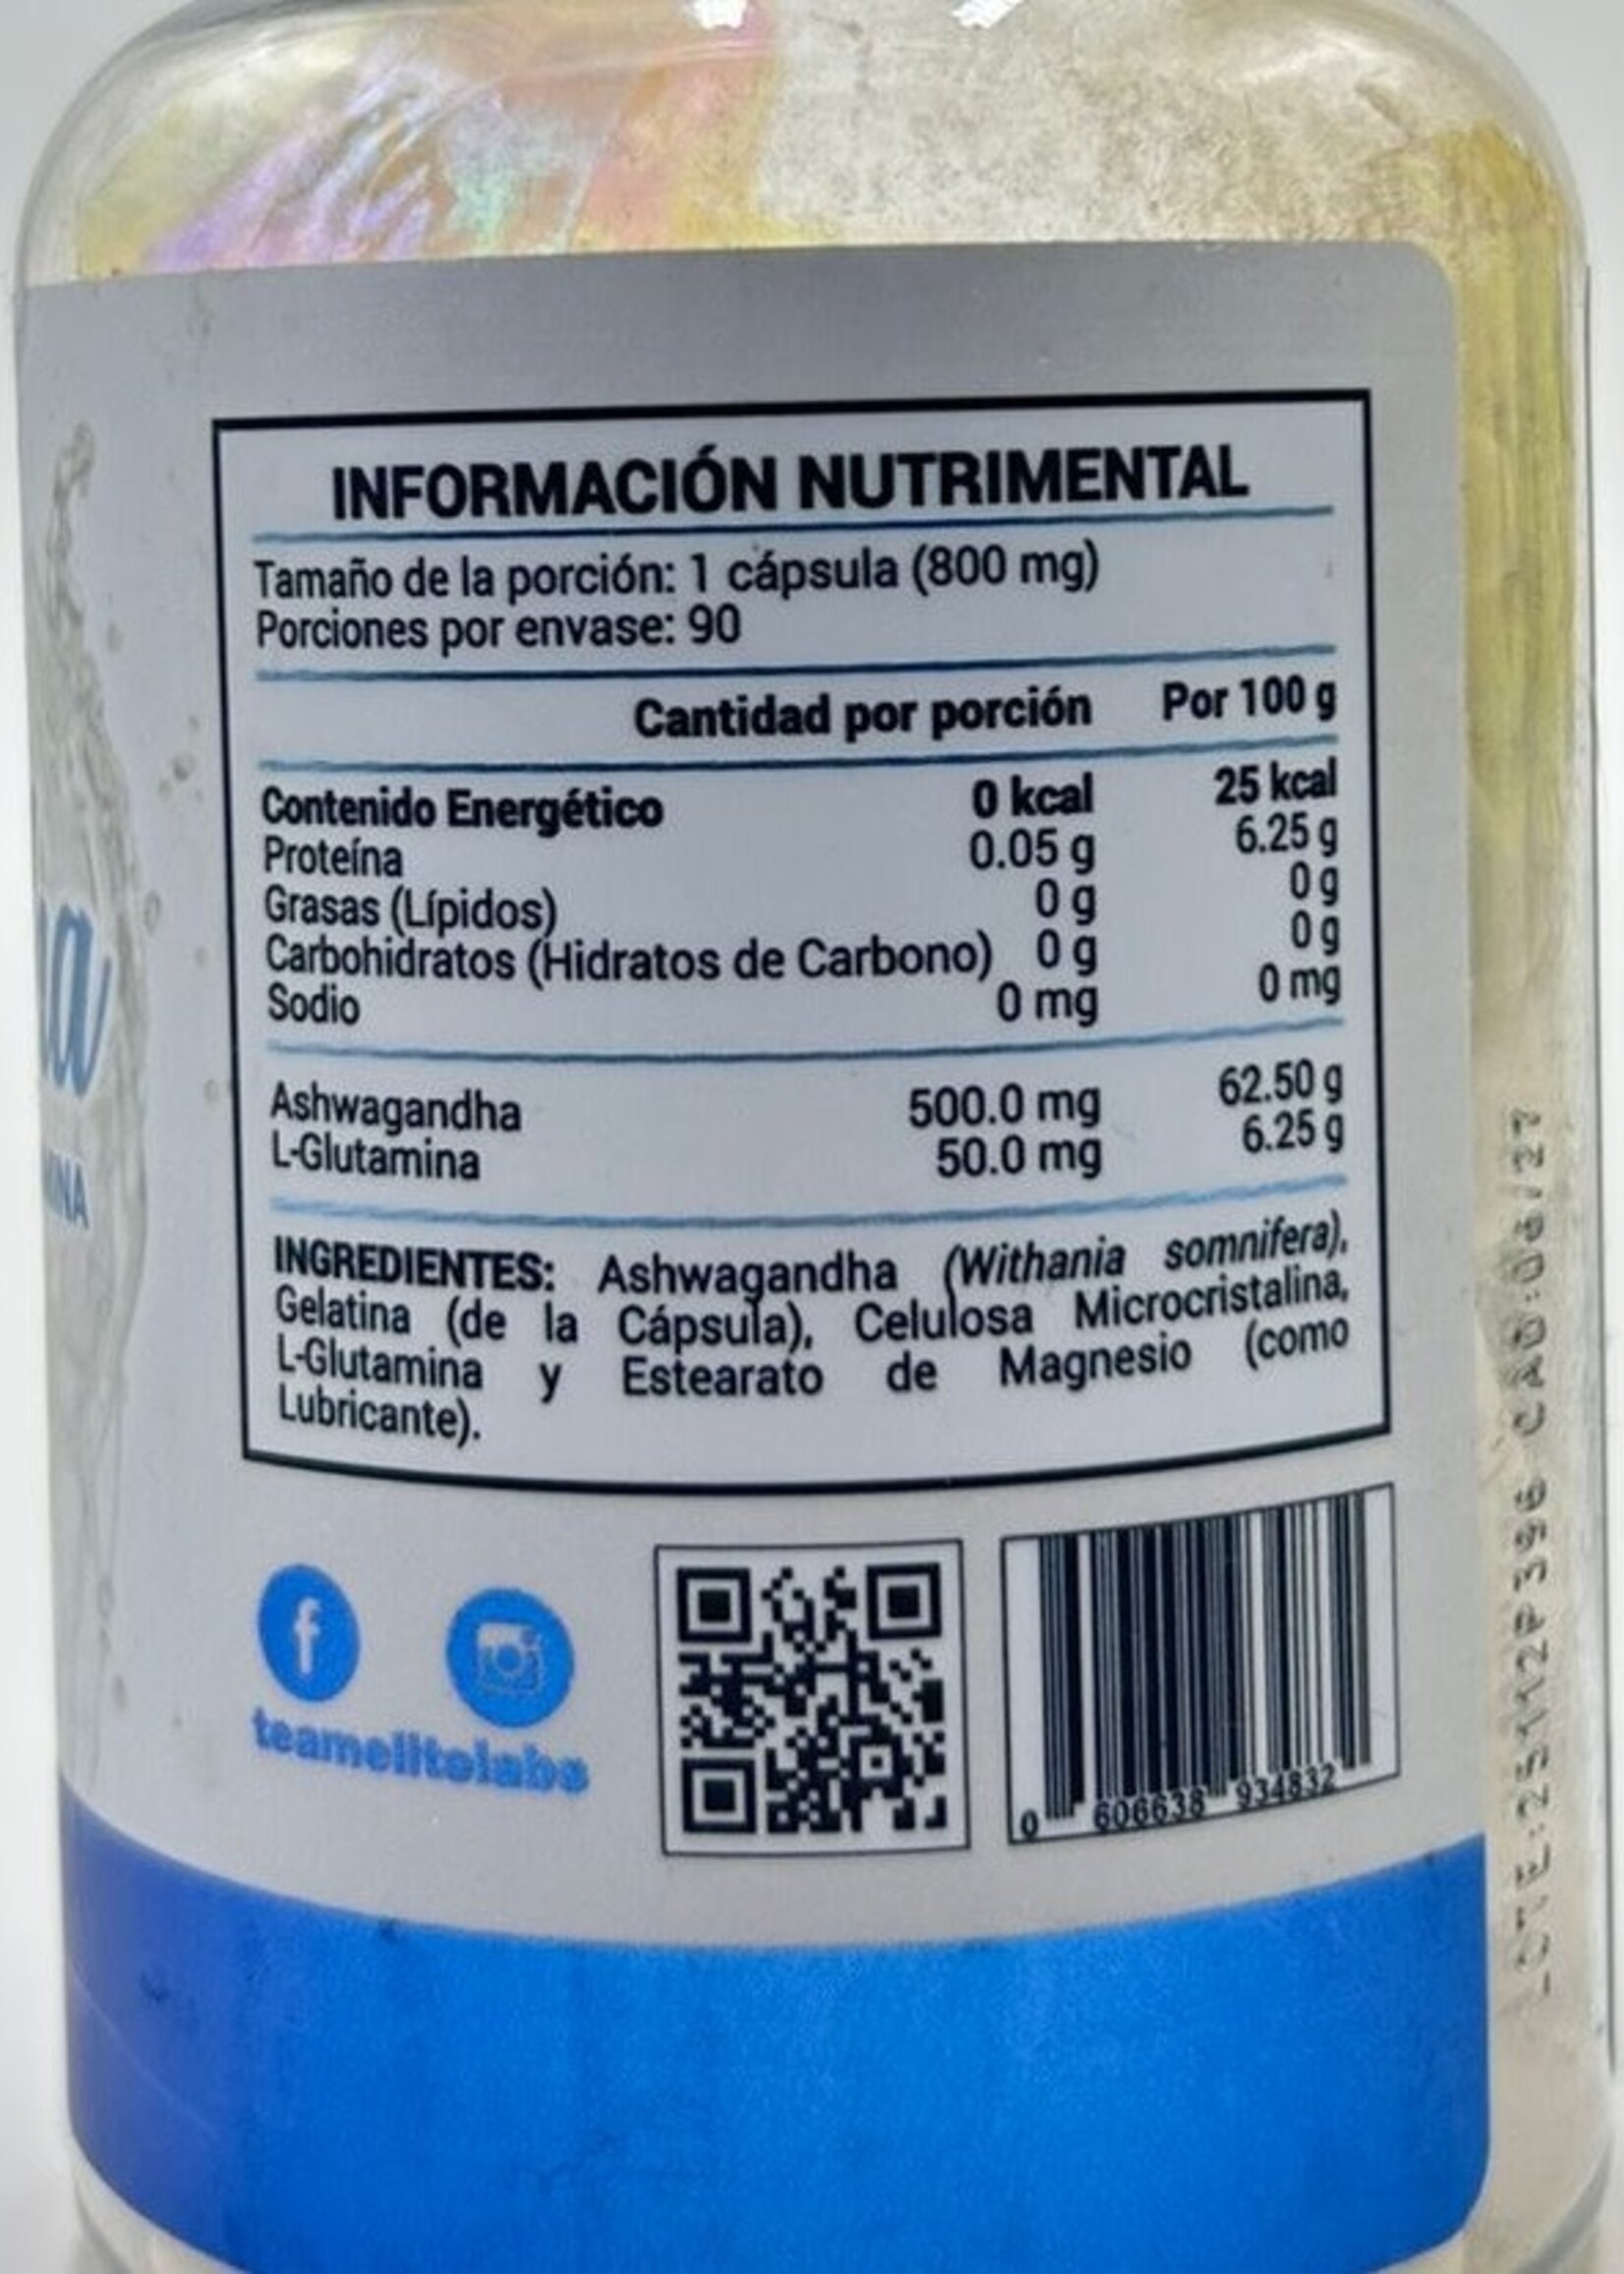 INFORMACIÓN NUTRIMENTAL
Tamaño de la porción: 1 cápsula (800 mg)
Porciones por envase: 90
Cantidad por porción Por 100 g
Contenido Energético 0 kcal 25 kcal
Proteína 0.05 g 6.25 g
Grasas (Lípidos) 0 g 0 g
Carbohidratos (Hidratos de Carbono) 0 g 0 g
Sodio 0 mg 0 mg
Ashwagandha 500.0 mg 62.50 g
L-Glutamina 50.0 mg 6.25 g
INGREDIENTES: Ashwagandha (Withania somnifera),
Gelatina (de la Cápsula), Celulosa Microcristalina,
L-Glutamina y Estearato de Magnesio (como
Lubricante).
teamelitelabs
0 606638 934832